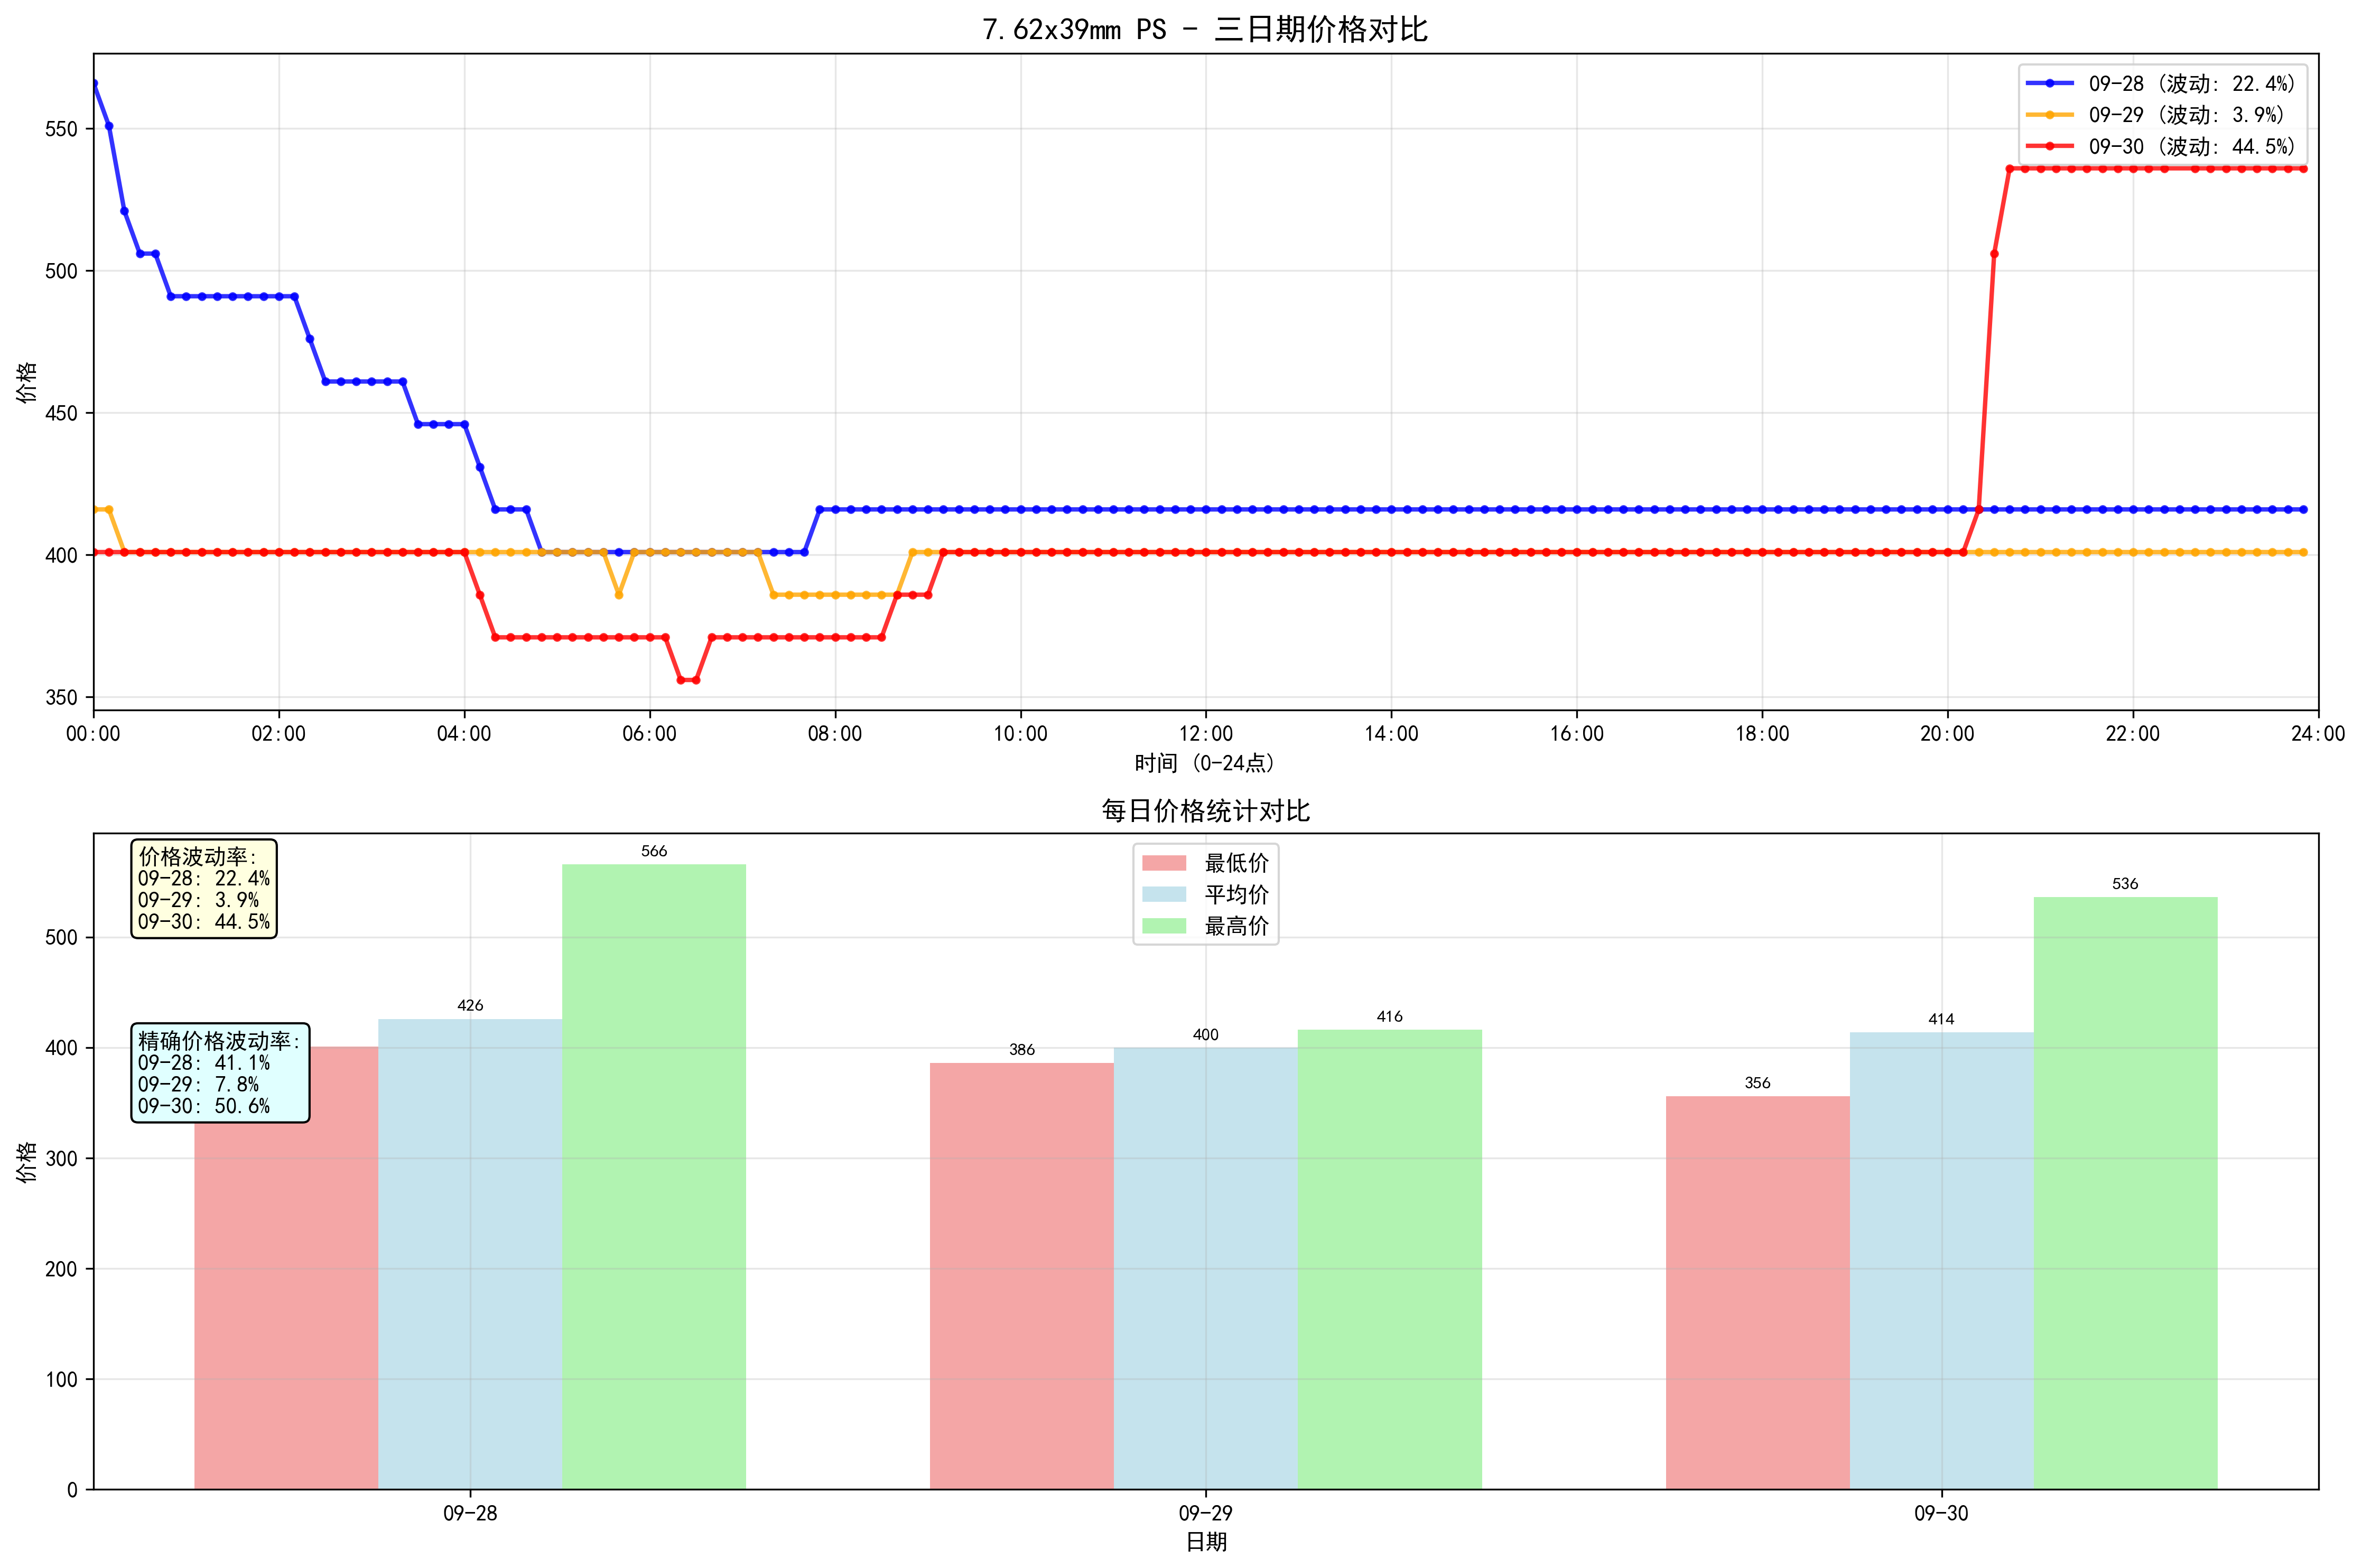 7.62x39mm PS - 三日期价格对比
09-28 (波动: 22.4%)
09-29 (波动: 3.9%)
09-30 (波动: 44.5%)
价格
550
500
450
400
350
00:00 02:00 04:00 06:00 08:00 10:00 12:00 14:00 16:00 18:00 20:00 22:00 24:00
时间 (0-24点)
每日价格统计对比
价格波动率:
09-28: 22.4%
09-29: 3.9%
09-30: 44.5%
精确价格波动率:
09-28: 41.1%
09-29: 7.8%
09-30: 50.6%
最低价
平均价
最高价
426
566
386
400
416
356
414
536
价格
500
400
300
200
100
0
09-28 09-29 09-30
日期